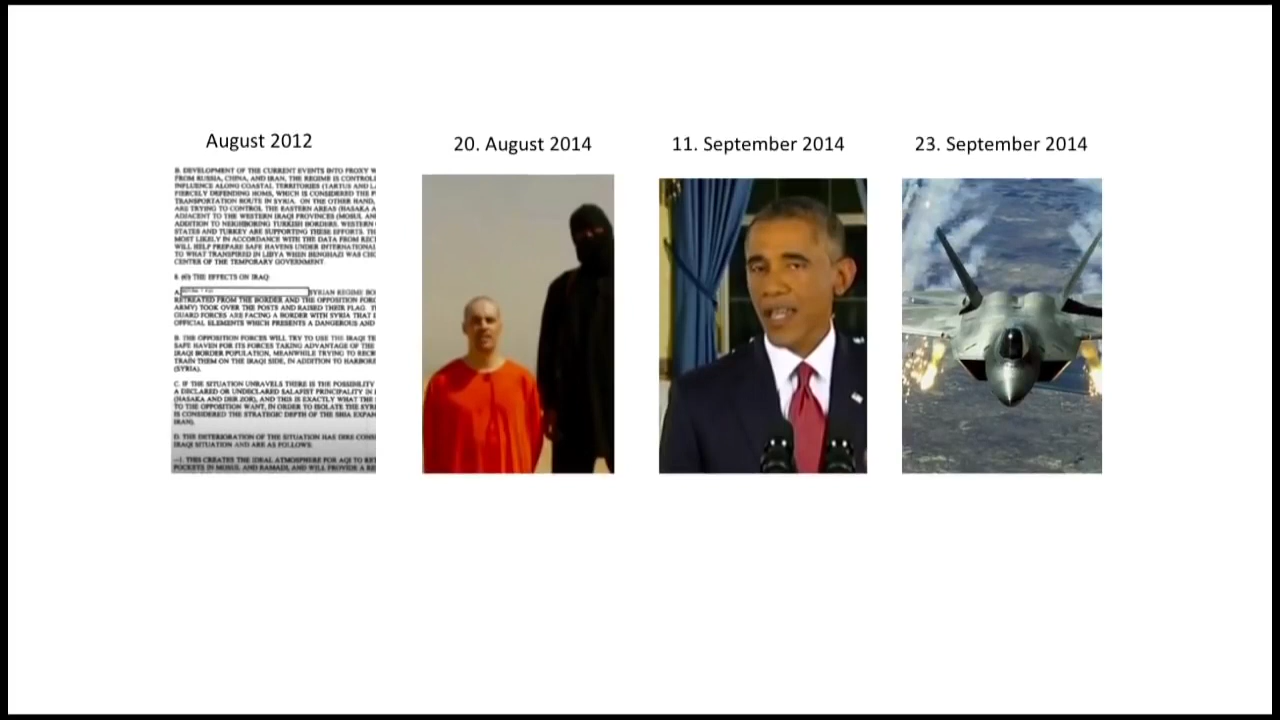 August 2012
20. August 2014
11. September 2014
23. September 2014
B. DEVELOPMENT OF THE CURRENT EVENTS INTO PROXY W
FROM RUSSIA, CHINA, AND IRAN, THE REGIME IS CONTROL
INFLUENCE ALONG COASTAL TERRITORIES (TARTUS AND LA
FIERCELY DEFENDING HOMS, WHICH IS CONSIDERED THE P
TRANSPORTATION ROUTE IN SYRIA. ON THE OTHER HAND,
ARE TRYING TO CONTROL THE EASTERN AREAS (HASAKA A
ADJACENT TO THE WESTERN IRAQI PROVINCES (MOSUL AN
ADDITION TO NEIGHBORING TURKISH BORDERS. WESTERN
STATES AND TURKEY ARE SUPPORTING THESE EFFORTS. TH
MOST LIKELY IN ACCORDANCE WITH THE DATA FROM REC
WILL HELP PREPARE SAFE HAVENS UNDER INTERNATIONAL
TO WHAT TRANSPIRED IN LIBYA WHEN BENGHAZI WAS CHO
CENTER OF THE TEMPORARY GOVERNMENT
THE EFFECTS ON IRAQ
A. SYRIAN REGIME BO
RETREATED FROM THE BORDER AND THE OPPOSITION FORC
ARMY) TOOK OVER THE POSTS AND RAISED THEIR FLAG. T
GUARD FORCES ARE FACING A BORDER WITH SYRIA THAT I
OFFICIAL ELEMENTS WHICH PRESENTS A DANGEROUS AND
B. THE OPPOSITION FORCES WILL TRY TO USE THE IRAQI TE
SAFE HAVEN FOR ITS FORCES TAKING ADVANTAGE OF THE
IRAQI BORDER POPULATION, MEANWHILE TRYING TO RECR
TRAIN THEM ON THE IRAQI SIDE, IN ADDITION TO HARBORI
(SYRIA).
C. IF THE SITUATION UNRAVELS THERE IS THE POSSIBILITY
A DECLARED OR UNDECLARED SALAFIST PRINCIPALITY IN E
(HASAKA AND DER ZOR), AND THIS IS EXACTLY WHAT THE
TO THE OPPOSITION WANT, IN ORDER TO ISOLATE THE SYRI
IS CONSIDERED THE STRATEGIC DEPTH OF THE SHIA EXPAN
IRAN).
D. THE DETERIORATION OF THE SITUATION HAS DIRE CONS
IRAQI SITUATION AND ARE AS FOLLOWS:
—1. THIS CREATES THE IDEAL ATMOSPHERE FOR AQI TO RET
POCKETS IN MOSUL AND RAMADI, AND WILL PROVIDE A RE